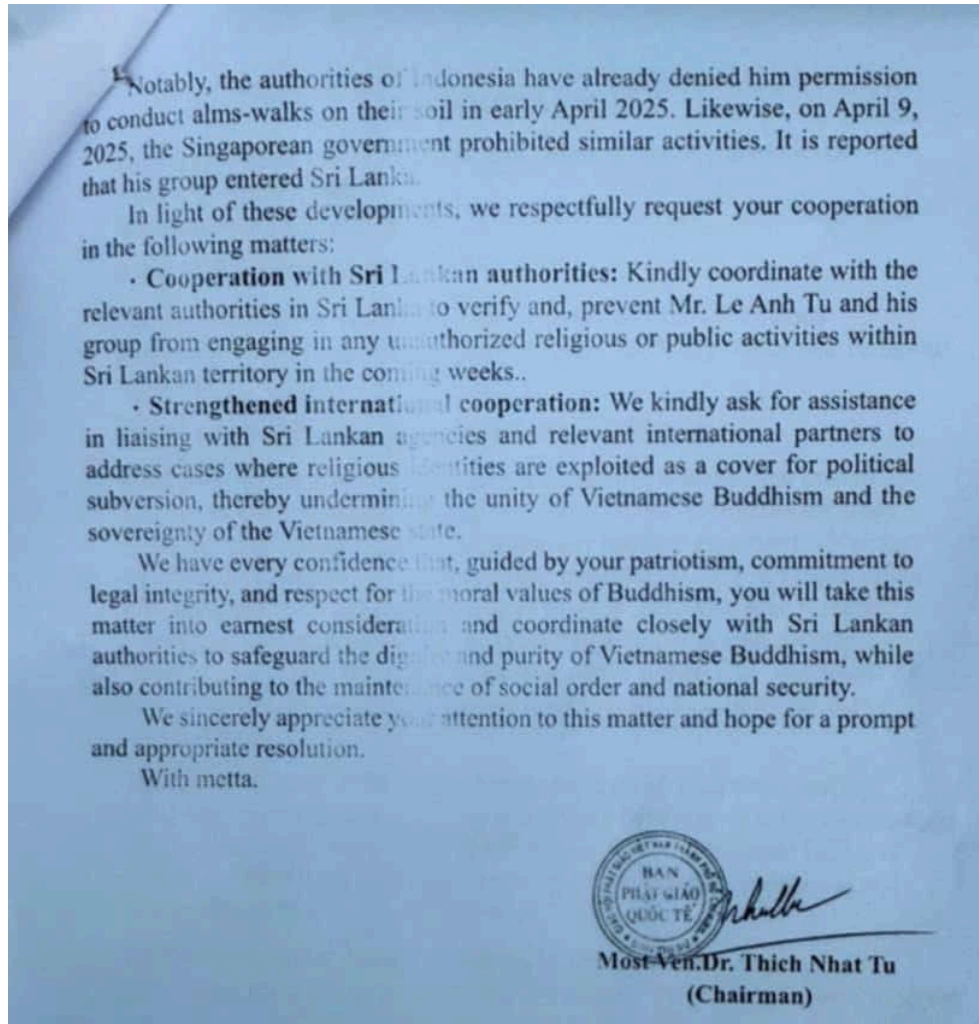 Notably, the authorities of Indonesia have already denied him permission
to conduct alms-walks on their soil in early April 2025. Likewise, on April 9,
2025, the Singaporean government prohibited similar activities. It is reported
that his group entered Sri Lanka.
In light of these developments, we respectfully request your cooperation
in the following matters:
· Cooperation with Sri Lankan authorities: Kindly coordinate with the
relevant authorities in Sri Lanka to verify and, prevent Mr. Le Anh Tu and his
group from engaging in any unauthorized religious or public activities within
Sri Lankan territory in the coming weeks..
· Strengthened international cooperation: We kindly ask for assistance
in liaising with Sri Lankan agencies and relevant international partners to
address cases where religious identities are exploited as a cover for political
subversion, thereby undermining the unity of Vietnamese Buddhism and the
sovereignty of the Vietnamese state.
We have every confidence that, guided by your patriotism, commitment to
legal integrity, and respect for the moral values of Buddhism, you will take this
matter into earnest consideration and coordinate closely with Sri Lankan
authorities to safeguard the dignity and purity of Vietnamese Buddhism, while
also contributing to the maintenance of social order and national security.
We sincerely appreciate your attention to this matter and hope for a prompt
and appropriate resolution.
With metta.
BAN
PHẬT GIÁO
QUỐC TẾ
Most Ven.Dr. Thich Nhat Tu
(Chairman)